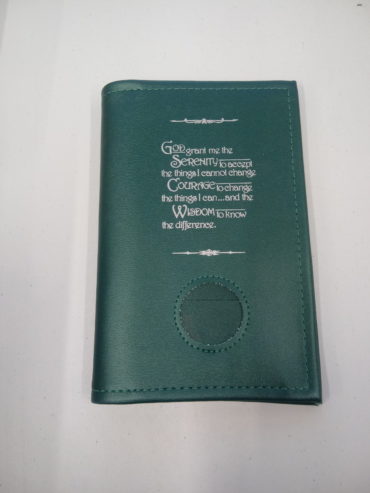 GOD grant me the
SERENITY to accept
the things I cannot change
COURAGE to change
the things I can...and the
WISDOM to know
the difference.